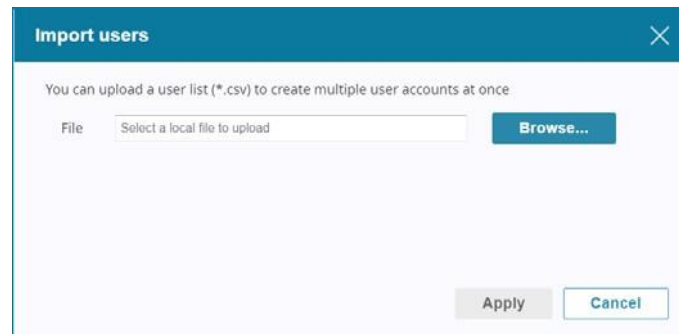 Import users
You can upload a user list (*.csv) to create multiple user accounts at once
File Select a local file to upload Browse...
Apply Cancel